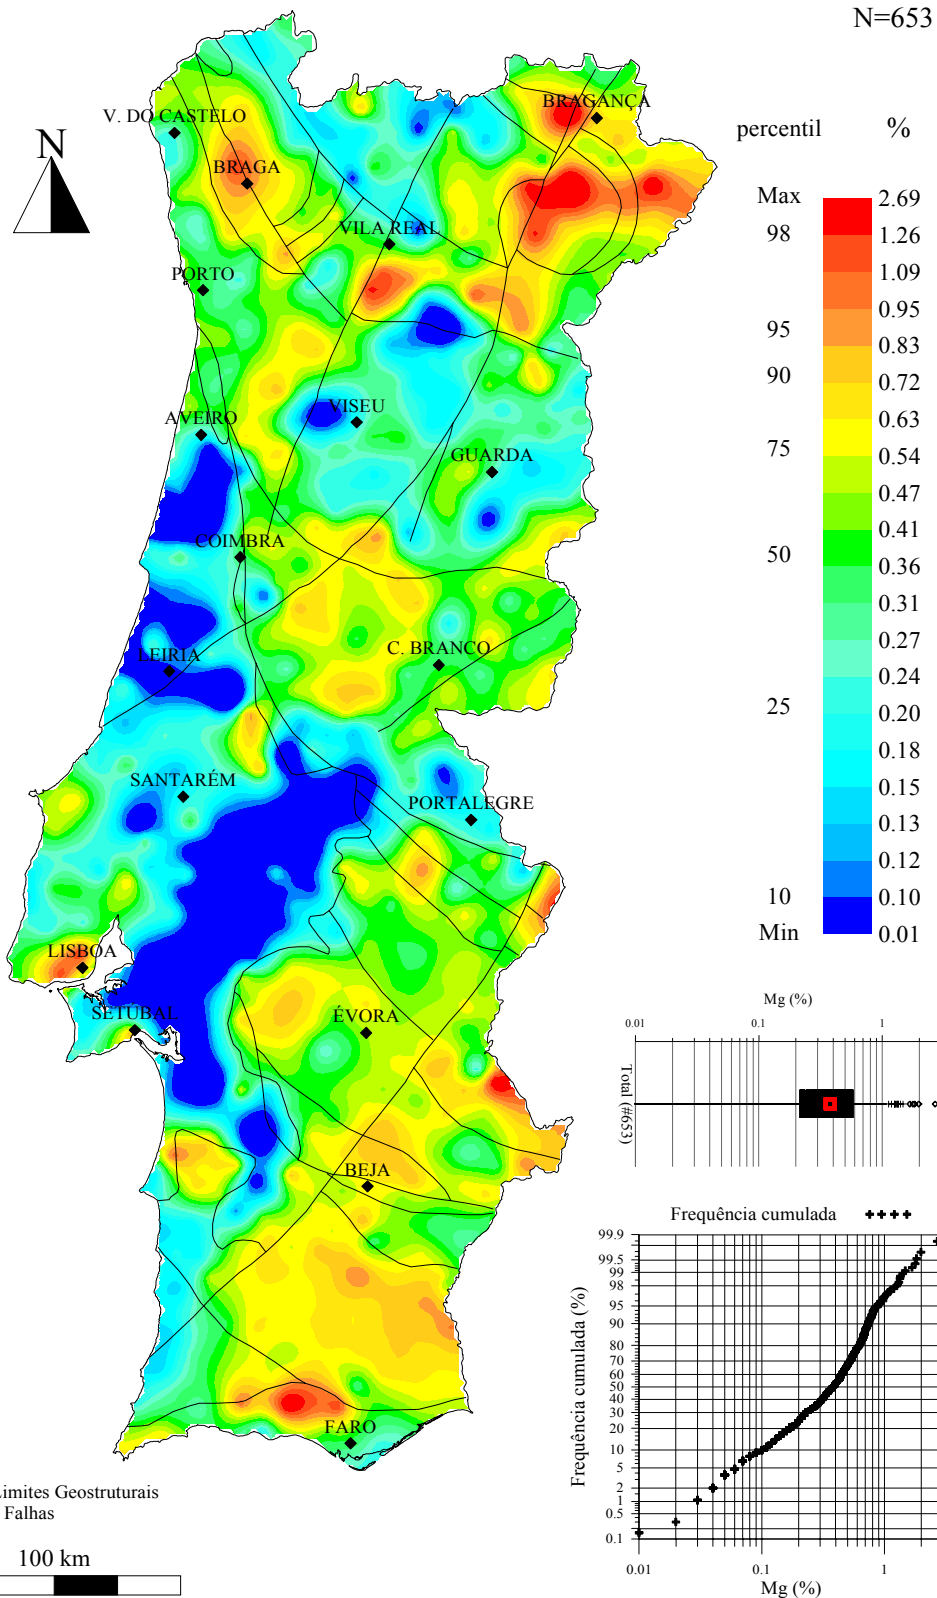 N=653
N
V. DO CASTELO
BRAGANÇA
BRAGA
VILA REAL
PORTO
AVEIRO
VISEU
GUARDA
COIMBRA
LEIRIA
C. BRANCO
SANTARÉM
PORTALEGRE
LISBOA
SETUBAL
ÉVORA
BEJA
FARO
percentil %
Max 2.69
98 1.26
1.09
0.95
95 0.83
90 0.72
0.63
75 0.54
0.47
0.41
50 0.36
0.31
0.27
0.24
25 0.20
0.18
0.15
0.13
0.12
10 0.10
Min 0.01
Mg (%)
0.01 0.1 1
Total (#653)
Frequência cumulada
Frequência cumulada (%)
99.9
99.5
99
98
95
90
80
70
60
50
40
30
20
10
5
2
1
0.5
0.1
0.01 0.1 1
Mg (%)
imites Geostruturais
Falhas
100 km